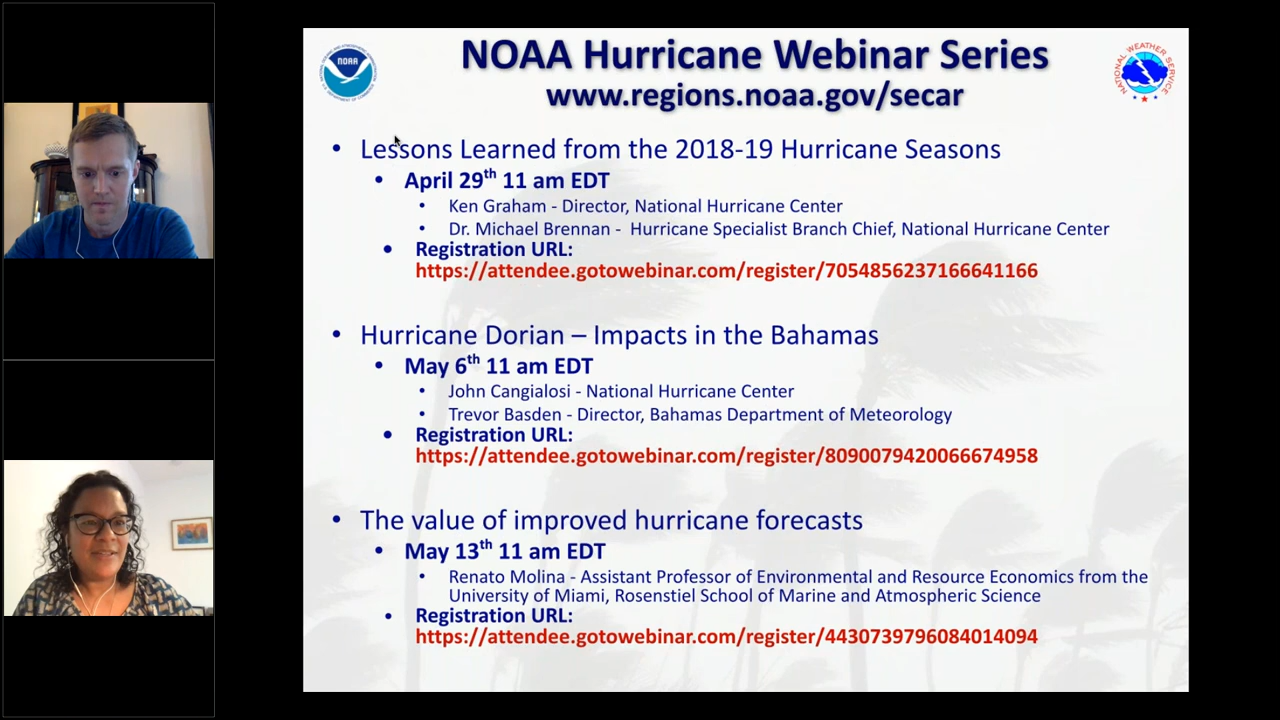 NOAA Hurricane Webinar Series
www.regions.noaa.gov/secar
NOAA
NATIONAL WEATHER SERVICE
• Lessons Learned from the 2018-19 Hurricane Seasons
• April 29th 11 am EDT
• Ken Graham - Director, National Hurricane Center
• Dr. Michael Brennan - Hurricane Specialist Branch Chief, National Hurricane Center
• Registration URL:
https://attendee.gotowebinar.com/register/7054856237166641166
• Hurricane Dorian – Impacts in the Bahamas
• May 6th 11 am EDT
• John Cangialosi - National Hurricane Center
• Trevor Basden - Director, Bahamas Department of Meteorology
• Registration URL:
https://attendee.gotowebinar.com/register/8090079420066674958
• The value of improved hurricane forecasts
• May 13th 11 am EDT
• Renato Molina - Assistant Professor of Environmental and Resource Economics from the
University of Miami, Rosenstiel School of Marine and Atmospheric Science
• Registration URL:
https://attendee.gotowebinar.com/register/4430739796084014094